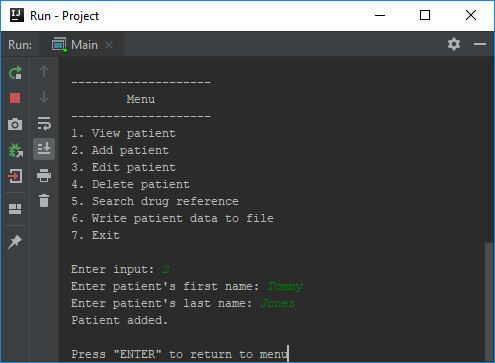 Run - Project
Run: Main
--------------------
Menu
--------------------
1. View patient
2. Add patient
3. Edit patient
4. Delete patient
5. Search drug reference
6. Write patient data to file
7. Exit
Enter input: 2
Enter patient's first name: Tommy
Enter patient's last name: Jones
Patient added.
Press "ENTER" to return to menu